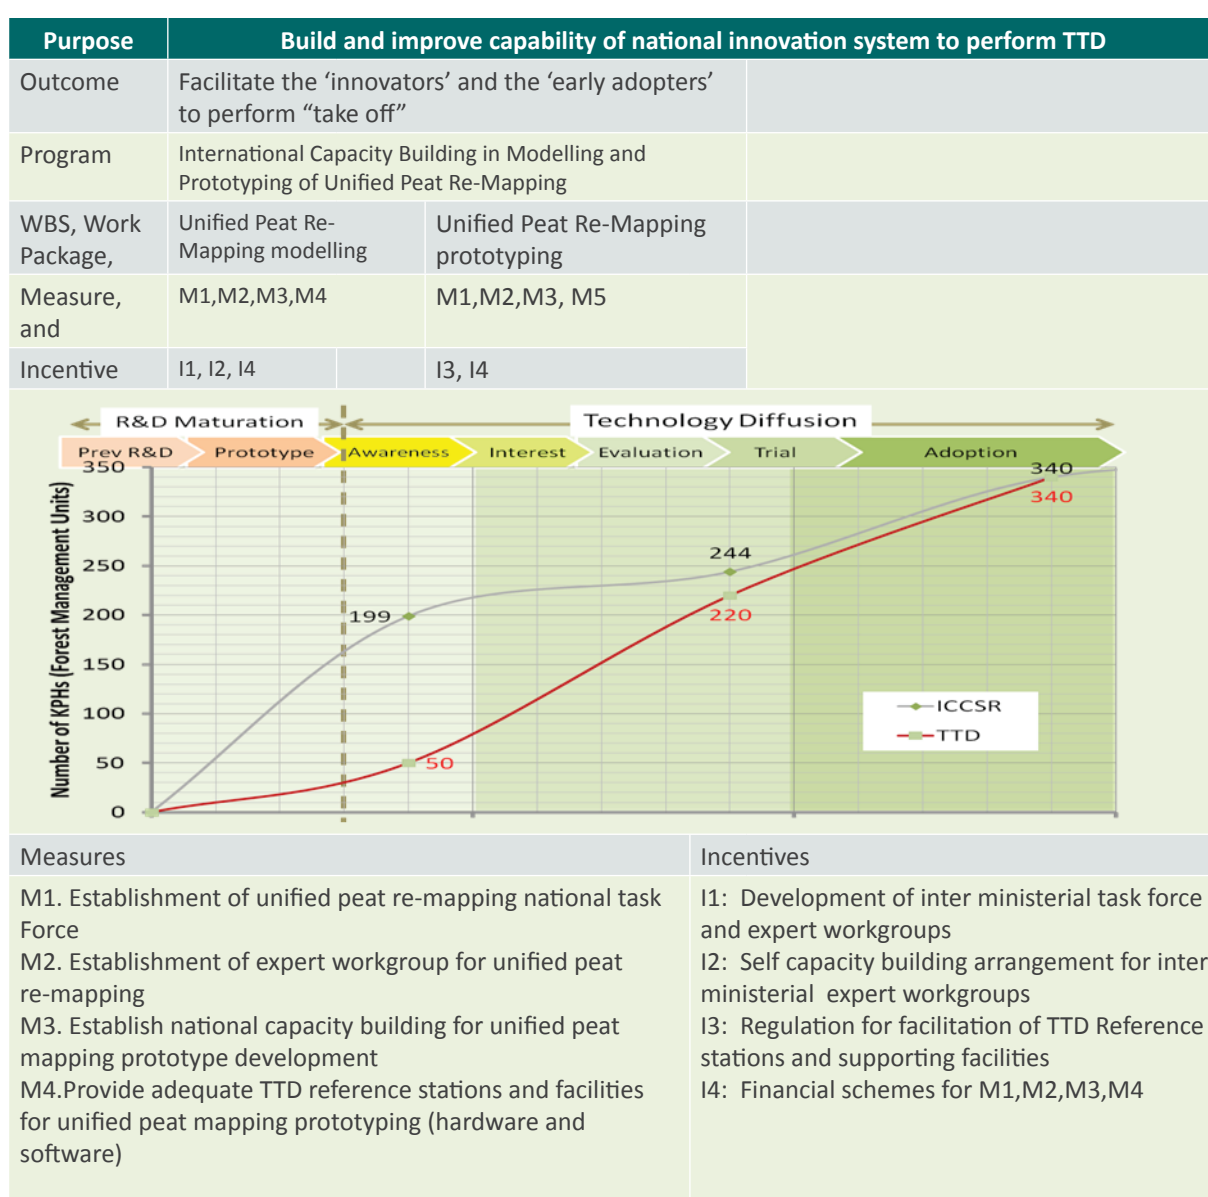 Purpose
Build and improve capability of national innovation system to perform TTD
Outcome
Facilitate the ‘innovators’ and the ‘early adopters’
to perform “take off”
Program
International Capacity Building in Modelling and
Prototyping of Unified Peat Re-Mapping
WBS, Work
Package,
Unified Peat Re-
Mapping modelling
Unified Peat Re-Mapping
prototyping
Measure,
and
M1,M2,M3,M4
M1,M2,M3, M5
Incentive
I1, I2, I4
I3, I4
R&D Maturation
Technology Diffusion
Prev R&D
Prototype
Awareness
Interest
Evaluation
Trial
Adoption
Number of KPHs (Forest Management Units)
350
300
250
200
150
100
50
0
199
244
340
50
220
340
ICCSR
TTD
Measures
M1. Establishment of unified peat re-mapping national task
Force
M2. Establishment of expert workgroup for unified peat
re-mapping
M3. Establish national capacity building for unified peat
mapping prototype development
M4.Provide adequate TTD reference stations and facilities
for unified peat mapping prototyping (hardware and
software)
Incentives
I1:  Development of inter ministerial task force
and expert workgroups
I2:  Self capacity building arrangement for inter
ministerial  expert workgroups
I3:  Regulation for facilitation of TTD Reference
stations and supporting facilities
I4:  Financial schemes for M1,M2,M3,M4